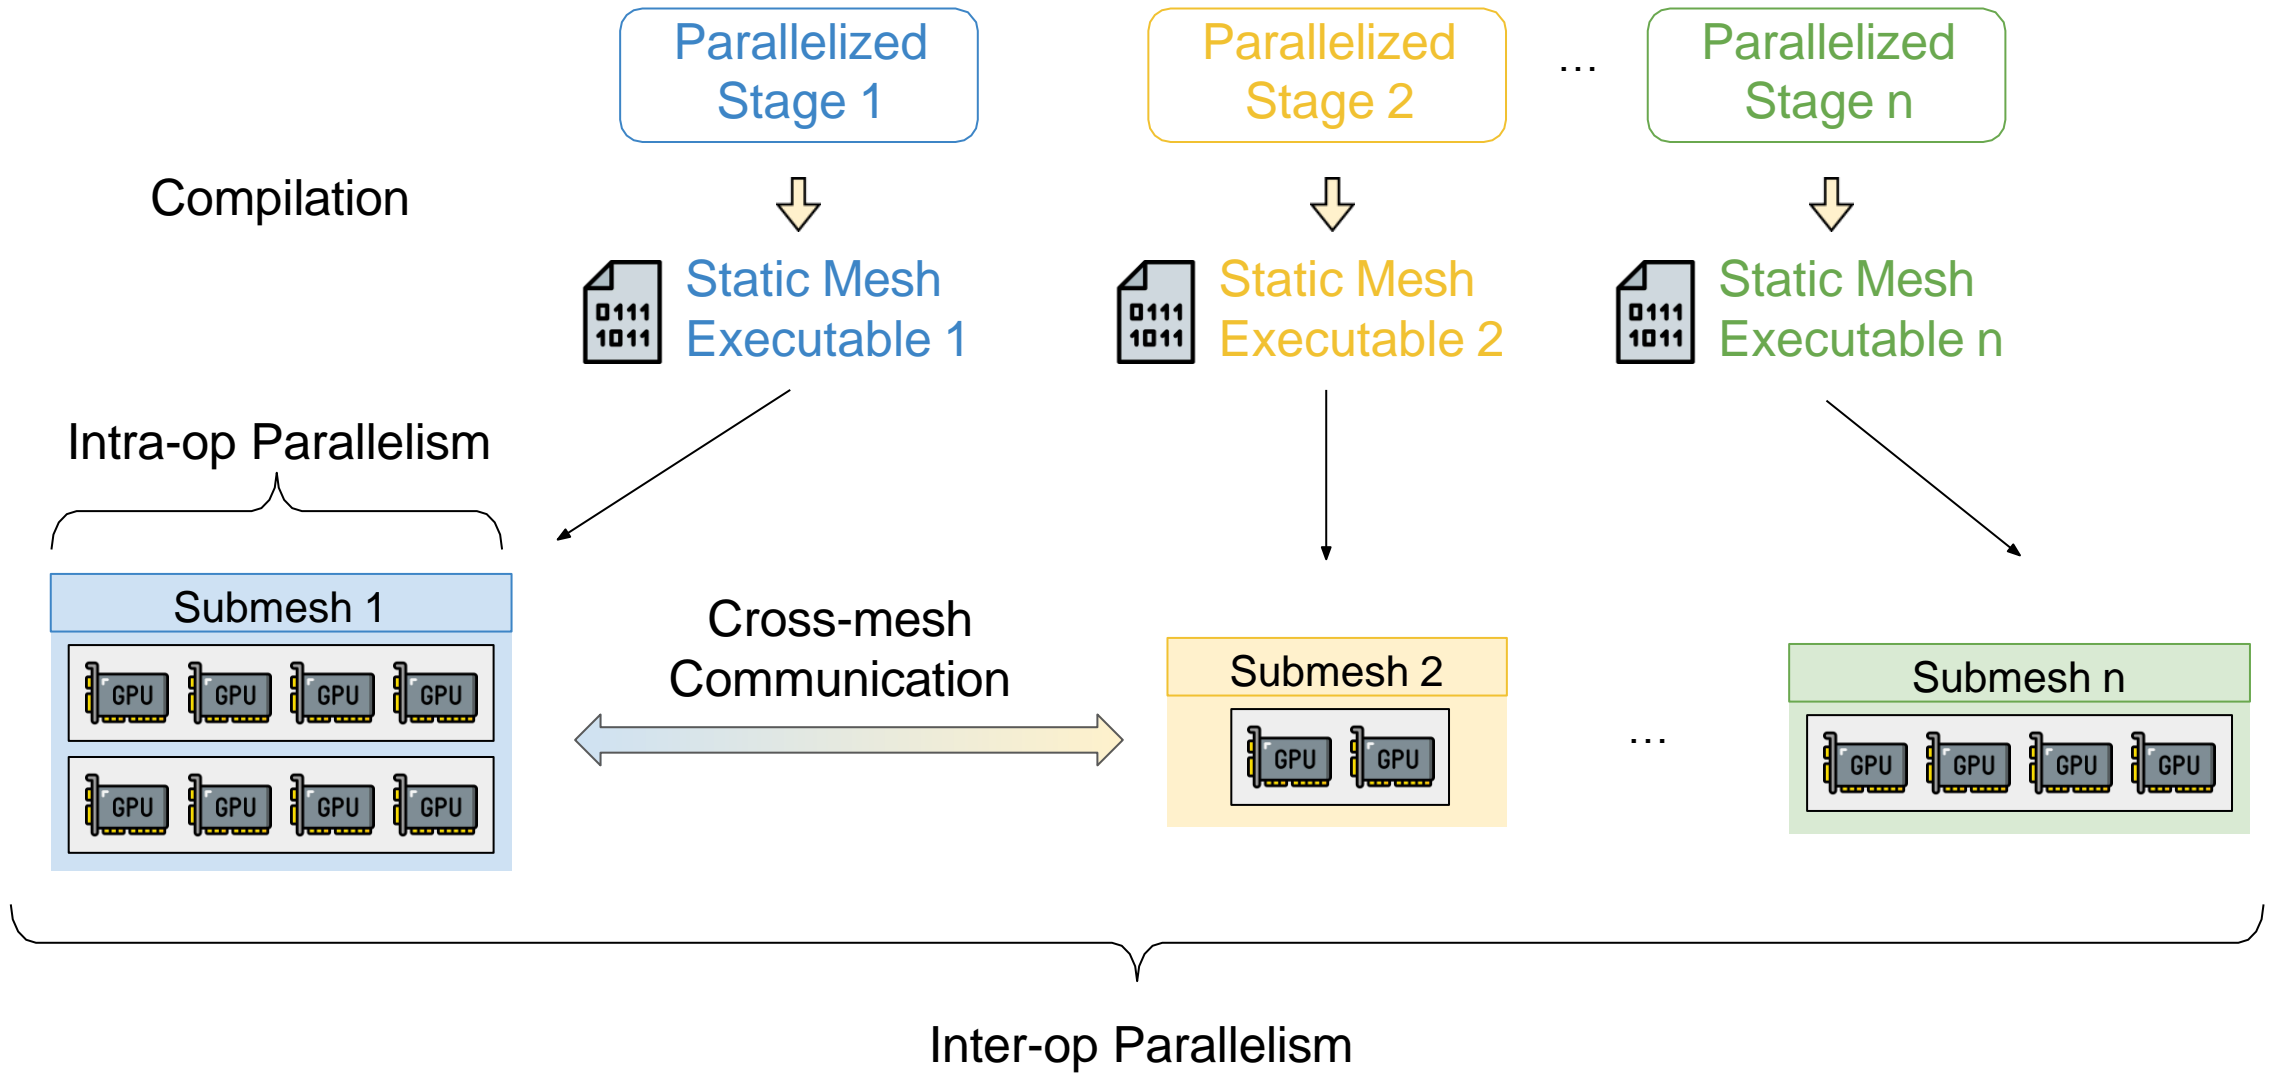 Parallelized
Stage 1
Parallelized
Stage 2
...
Parallelized
Stage n
Compilation
0111
1011
Static Mesh
Executable 1
0111
1011
Static Mesh
Executable 2
0111
1011
Static Mesh
Executable n
Intra-op Parallelism
Submesh 1
GPU GPU GPU GPU
GPU GPU GPU GPU
Cross-mesh
Communication
Submesh 2
GPU GPU
...
Submesh n
GPU GPU GPU GPU
Inter-op Parallelism